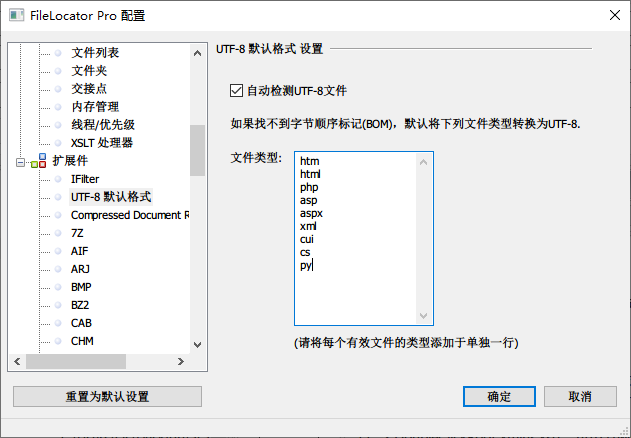 FileLocator Pro 配置
文件列表
文件夹
交接点
内存管理
线程/优先级
XSLT 处理器
扩展件
IFilter
UTF-8 默认格式
Compressed Document R
7Z
AIF
ARJ
BMP
BZ2
CAB
CHM
重置为默认设置
UTF-8 默认格式 设置
自动检测UTF-8文件
如果找不到字节顺序标记(BOM)，默认将下列文件类型转换为UTF-8.
文件类型:
htm
html
php
asp
aspx
xml
cui
cs
py
(请将每个有效文件的类型添加于单独一行)
确定
取消